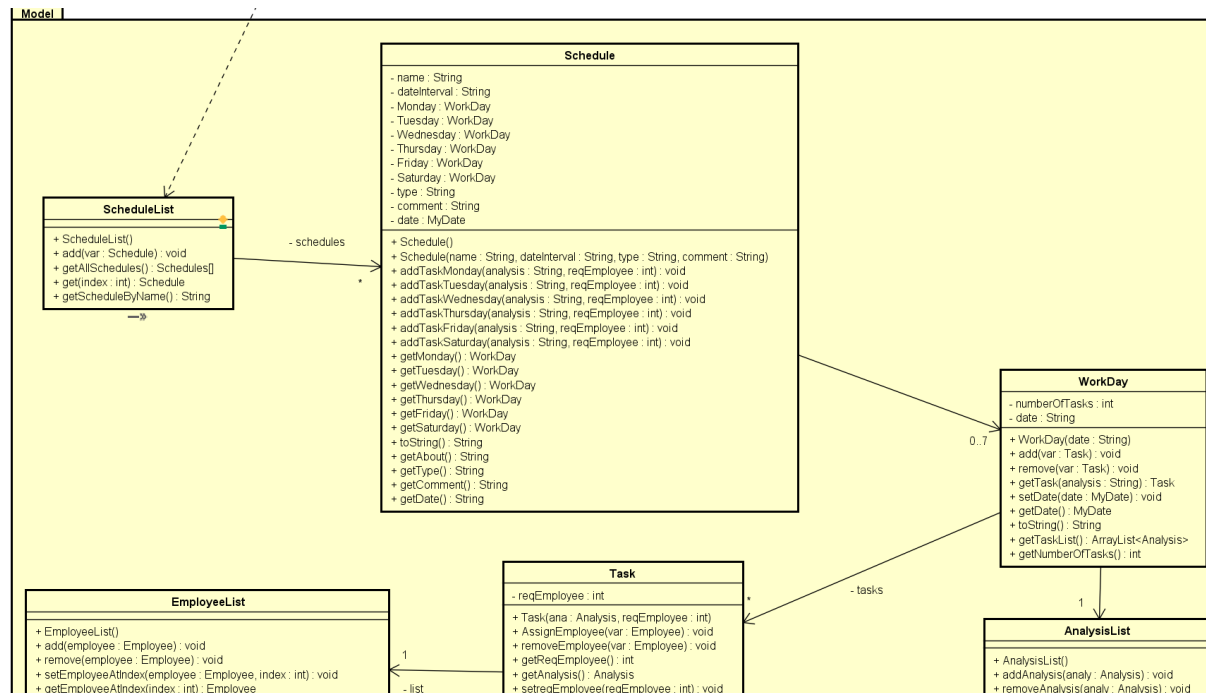 Model
Schedule
- name : String
- dateInterval : String
- Monday : WorkDay
- Tuesday : WorkDay
- Wednesday : WorkDay
- Thursday : WorkDay
- Friday : WorkDay
- Saturday : WorkDay
- type : String
- comment : String
- date : MyDate
+ Schedule()
+ Schedule(name : String, dateInterval : String, type : String, comment : String)
+ addTaskMonday(analysis : String, reqEmployee : int) : void
+ addTaskTuesday(analysis : String, reqEmployee : int) : void
+ addTaskWednesday(analysis : String, reqEmployee : int) : void
+ addTaskThursday(analysis : String, reqEmployee : int) : void
+ addTaskFriday(analysis : String, reqEmployee : int) : void
+ addTaskSaturday(analysis : String, reqEmployee : int) : void
+ getMonday() : WorkDay
+ getTuesday() : WorkDay
+ getWednesday() : WorkDay
+ getThursday() : WorkDay
+ getFriday() : WorkDay
+ getSaturday() : WorkDay
+ toString() : String
+ getAbout() : String
+ getType() : String
+ getComment() : String
+ getDate() : String
ScheduleList
+ ScheduleList()
+ add(var : Schedule) : void
+ getAllSchedules() : Schedules[]
+ get(index : int) : Schedule
+ getScheduleByName() : String
- schedules
*
WorkDay
- numberOfTasks : int
- date : String
+ WorkDay(date : String)
+ add(var : Task) : void
+ remove(var : Task) : void
+ getTask(analysis : String) : Task
+ setDate(date : MyDate) : void
+ getDate() : MyDate
+ toString() : String
+ getTaskList() : ArrayList<Analysis>
+ getNumberOfTasks() : int
0..7
- tasks
*
1
Task
- reqEmployee : int
+ Task(ana : Analysis, reqEmployee : int)
+ AssignEmployee(var : Employee) : void
+ removeEmployee(var : Employee) : void
+ getReqEmployee() : int
+ getAnalysis() : Analysis
+ setreqEmployee(reqEmployee : int) : void
EmployeeList
+ EmployeeList()
+ add(employee : Employee) : void
+ remove(employee : Employee) : void
+ setEmployeeAtIndex(employee : Employee, index : int) : void
+ getEmployeeAtIndex(index : int) : Employee
1
- list
AnalysisList
+ AnalysisList()
+ addAnalysis(analy : Analysis) : void
+ removeAnalysis(analy : Analysis) : void